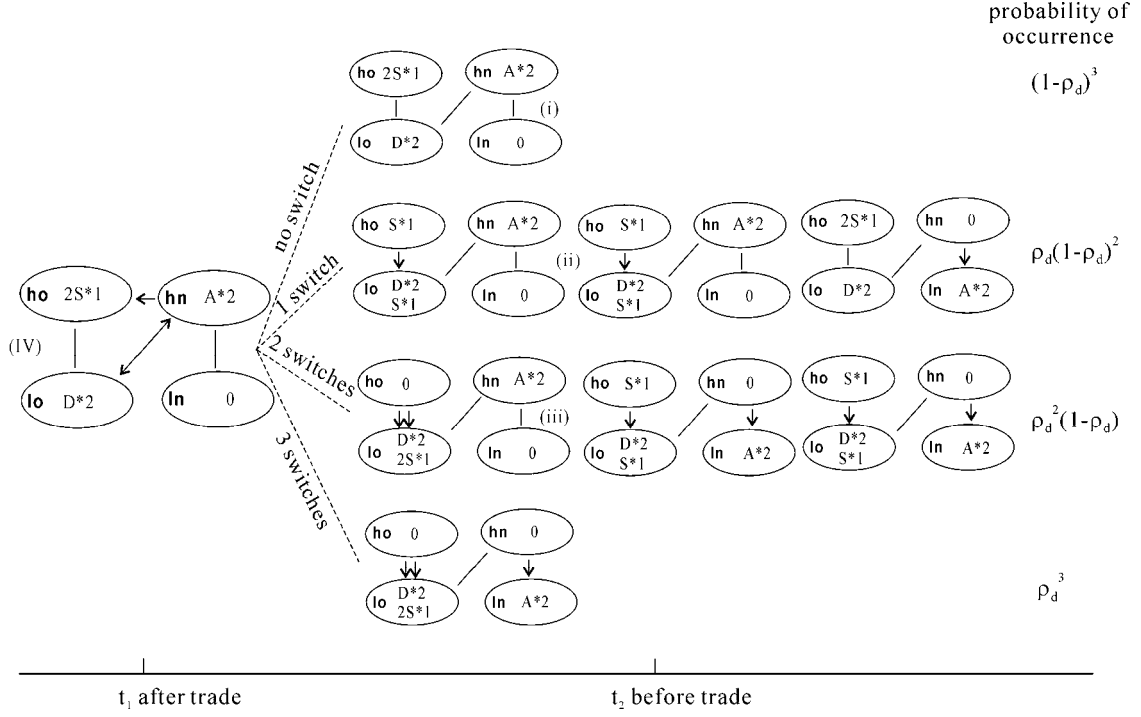 probability of
occurrence
ho 2S*1
hn A*2
(1-ρd)³
(i)
lo D*2
ln 0
no switch
ho S*1
hn A*2
ho S*1
hn A*2
ho 2S*1
hn 0
ρd(1-ρd)²
1 switch
(ii)
lo D*2
S*1
ln 0
lo D*2
S*1
ln 0
lo D*2
ln A*2
ho 2S*1
hn A*2
(IV)
lo D*2
ln 0
2 switches
ho 0
hn A*2
ho S*1
hn 0
ho S*1
hn 0
(iii)
ρd²(1-ρd)
lo D*2
2S*1
ln 0
lo D*2
S*1
ln A*2
lo D*2
S*1
ln A*2
3 switches
ho 0
hn 0
lo D*2
2S*1
ln A*2
ρd³
t₁ after trade
t₂ before trade